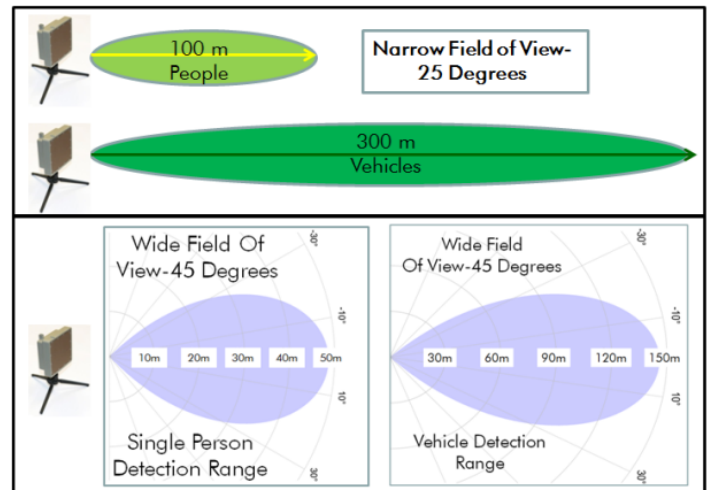 100 m
People
Narrow Field of View-
25 Degrees
300 m
Vehicles
Wide Field Of
View-45 Degrees
-30°
-10°
10m 20m 30m 40m 50m
10°
30°
Single Person
Detection Range
Wide Field
Of View-45 Degrees
-30°
-10°
30m 60m 90m 120m 150m
10°
30°
Vehicle Detection
Range